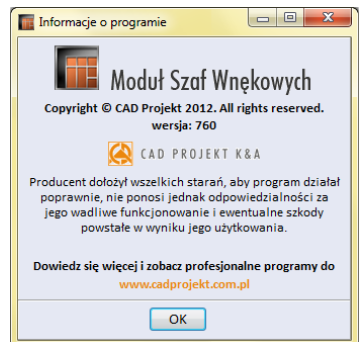 Informacje o programie
Moduł Szaf Wnękowych
Copyright © CAD Projekt 2012. All rights reserved.
wersja: 760
CAD PROJEKT K&A
Producent dołożył wszelkich starań, aby program działał
poprawnie, nie ponosi jednak odpowiedzialności za
jego wadliwe funkcjonowanie i ewentualne szkody
powstałe w wyniku jego użytkowania.
Dowiedz się więcej i zobacz profesjonalne programy do
www.cadprojekt.com.pl
OK